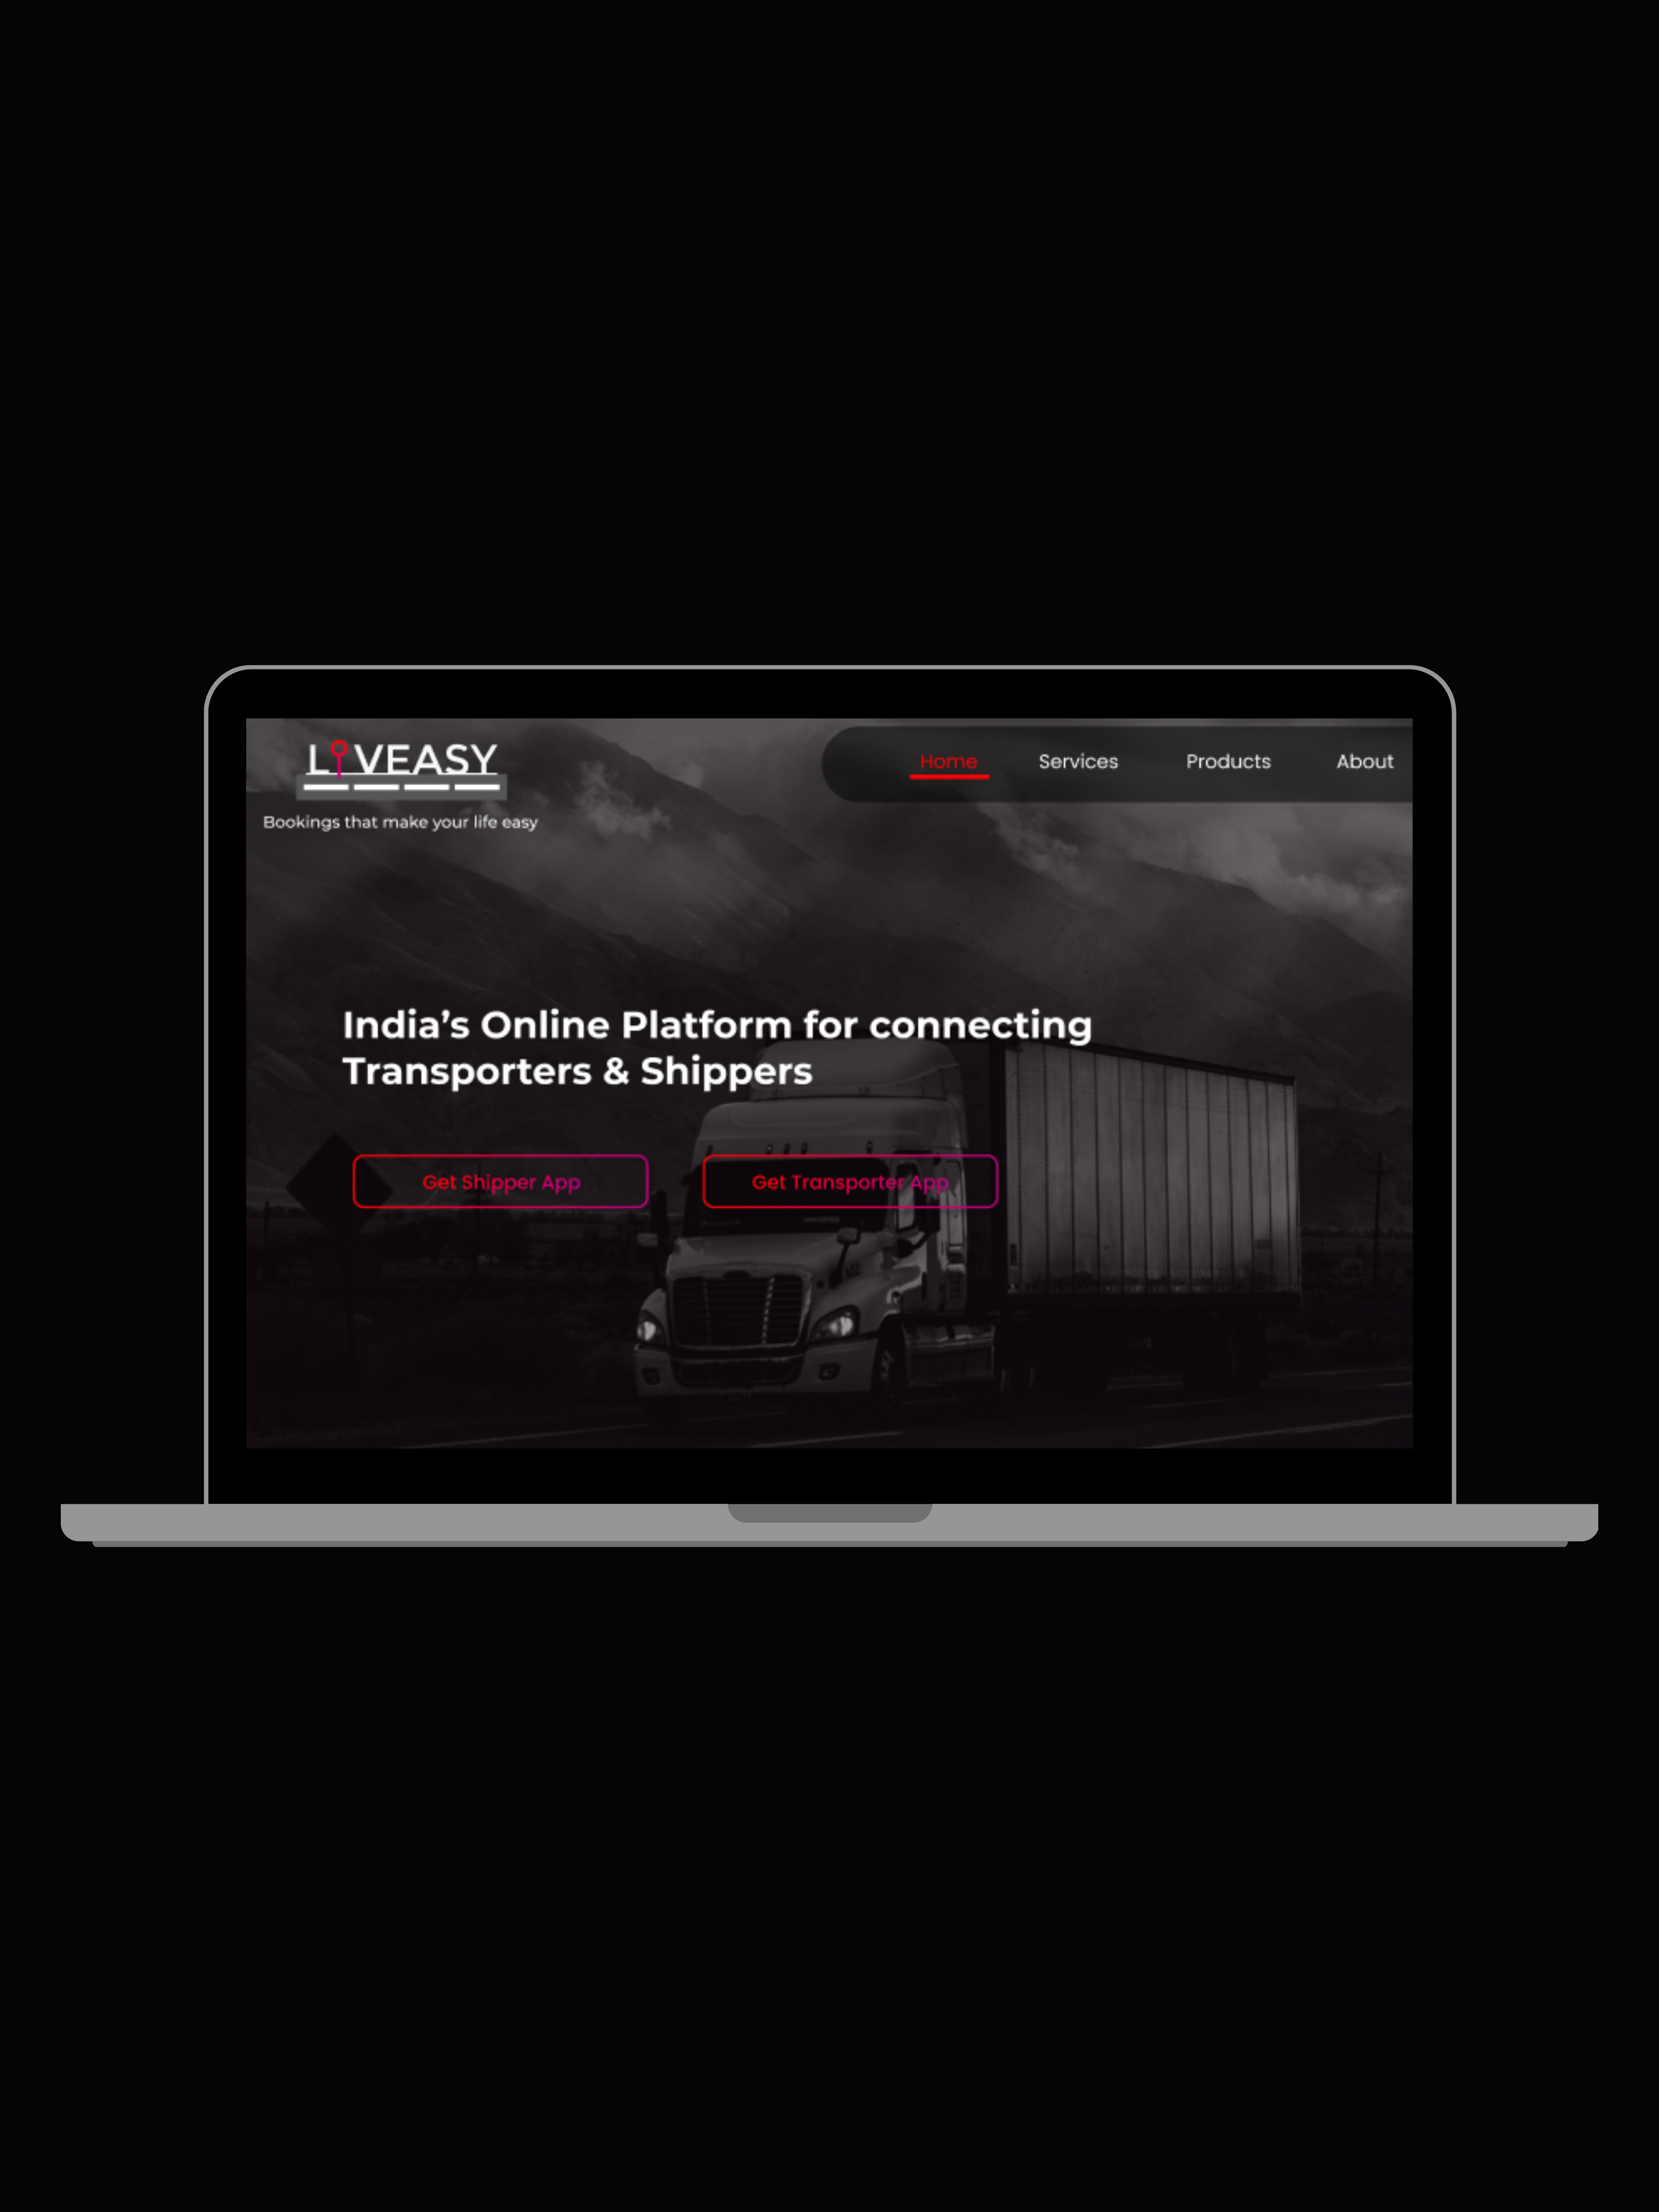 LIVEASY
Bookings that make your life easy
Home Services Products About
India's Online Platform for connecting
Transporters & Shippers
Get Shipper App Get Transporter App